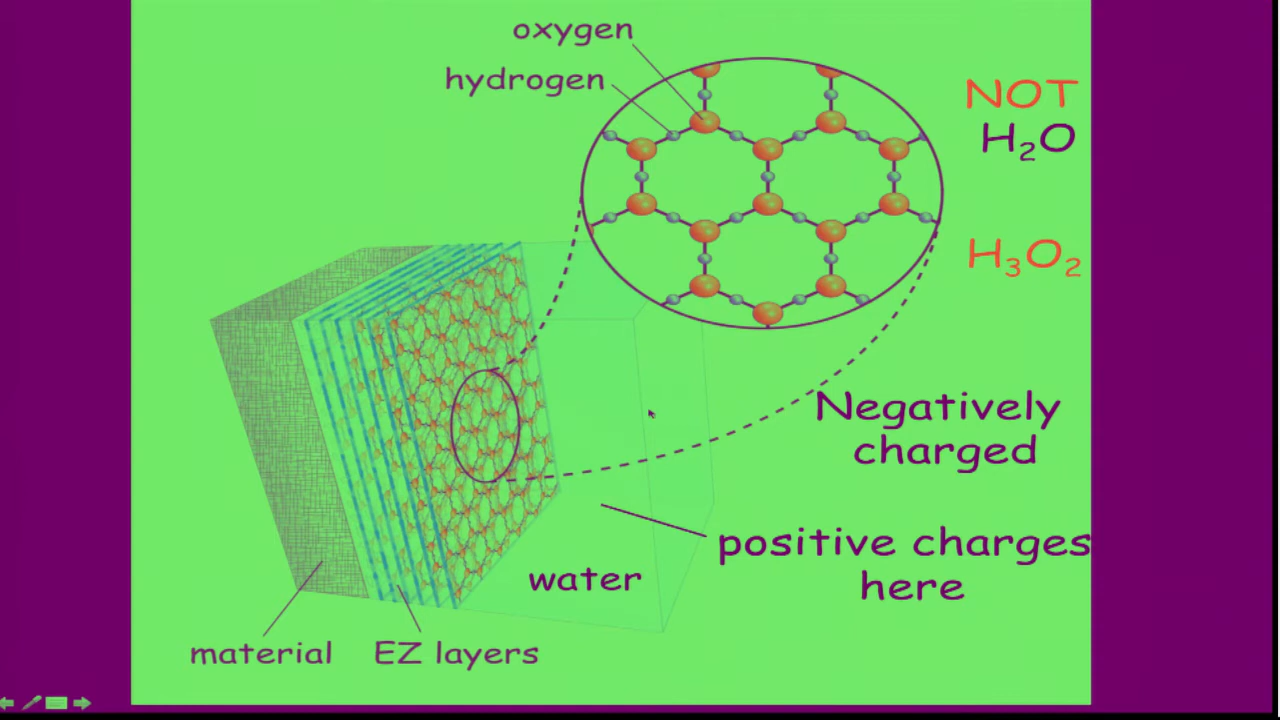 oxygen
hydrogen
NOT
H₂O
H₃O₂
Negatively
charged
positive charges
here
water
material
EZ layers